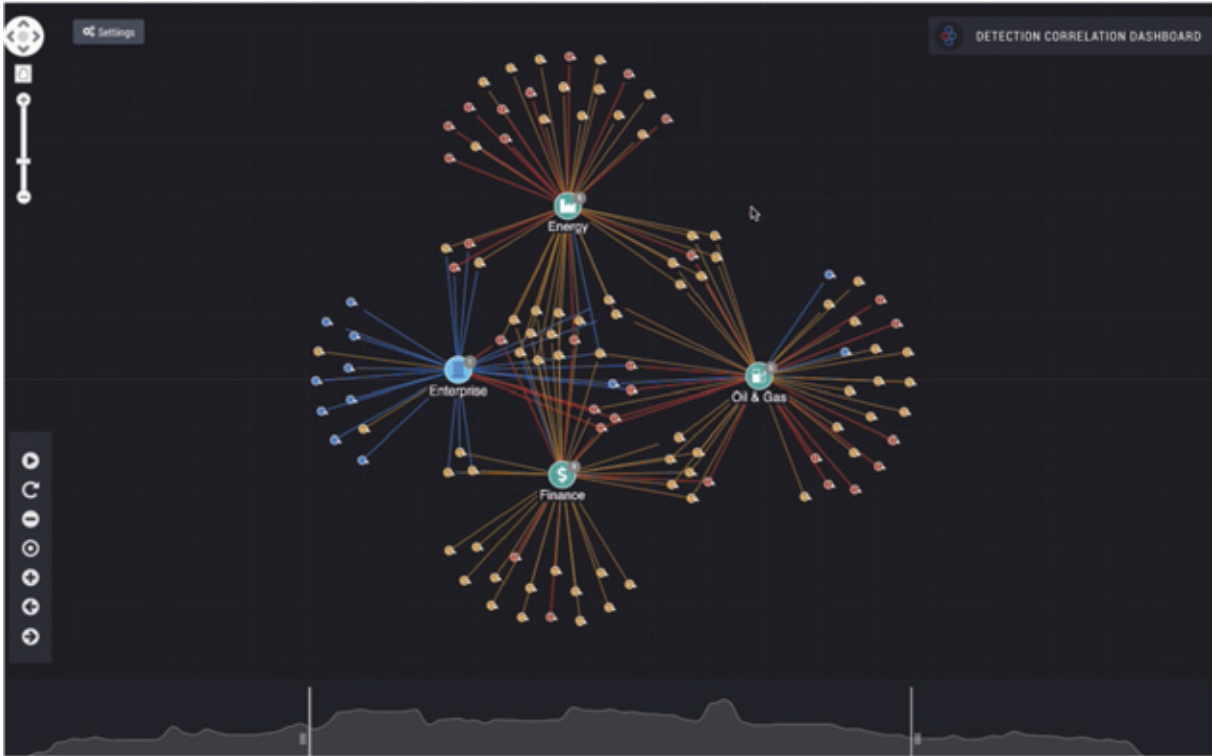 Settings
DETECTION CORRELATION DASHBOARD
Energy
Enterprise
Oil & Gas
$
Finance